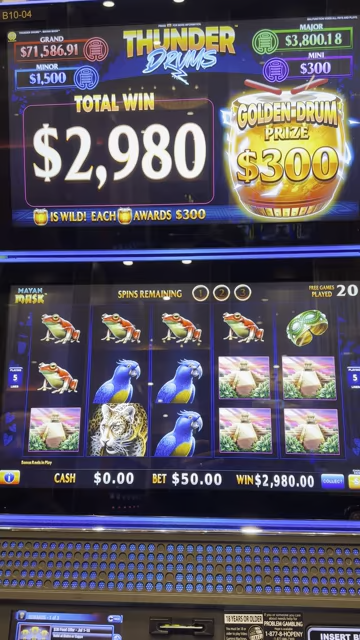 B10-04
GRAND
$71,586.91
MINOR
$1,500
THUNDER
DRUMS
MAJOR
$3,800.18
MINI
$300
TOTAL WIN
$2,980
GOLDEN-DRUM
PRIZE
$300
IS WILD! EACH AWARDS $300
MAYAN
MASK
SPINS REMAINING 1 2 3
FREE GAMES
PLAYED 20
5
5
CASH $0.00 BET $50.00 WIN $2,980.00 COLLECT
18 YEARS OR OLDER
PROBLEM GAMBLING
1-877-8-HOPENY
INSERT